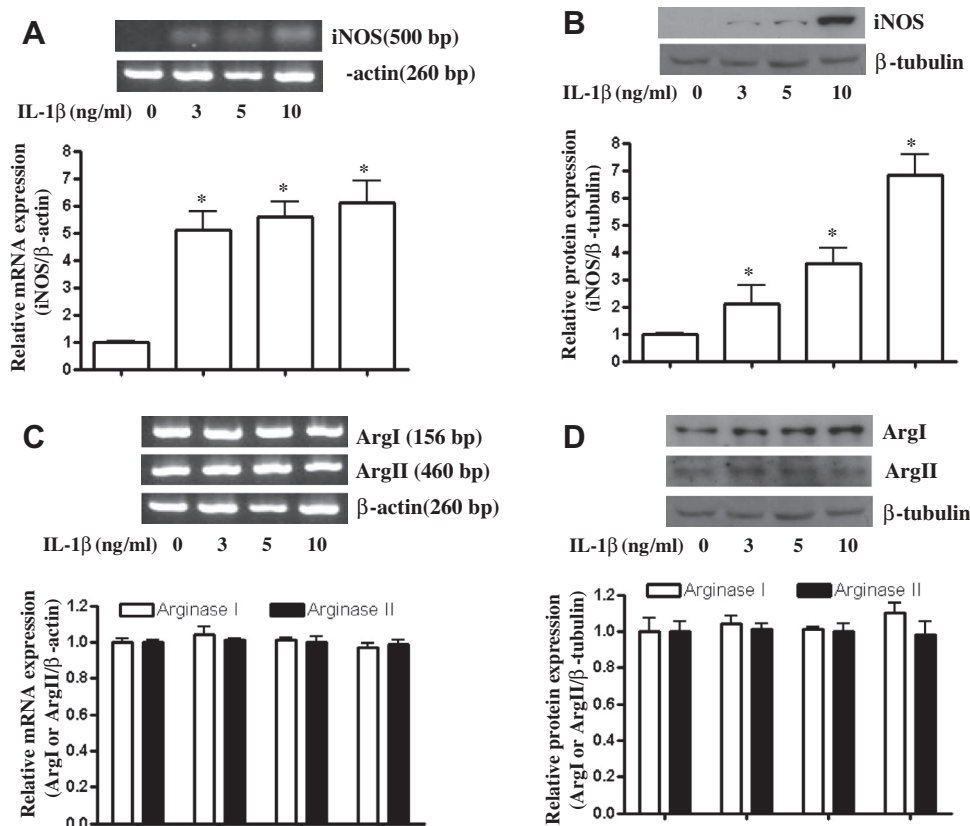 A
iNOS(500 bp)
-actin(260 bp)
IL-1β (ng/ml) 0 3 5 10
Relative mRNA expression
(iNOS/β-actin)
8
7
6
5
4
3
2
1
0
* * *
B
iNOS
β-tubulin
IL-1β (ng/ml) 0 3 5 10
Relative protein expression
(iNOS/β-tubulin)
8
7
6
5
4
3
2
1
0
* * *
C
ArgI (156 bp)
ArgII (460 bp)
β-actin(260 bp)
IL-1β (ng/ml) 0 3 5 10
Relative mRNA expression
(ArgI or ArgII/β-actin)
Arginase I Arginase II
1.2
1.0
0.8
0.6
0.4
0.2
0.0
D
ArgI
ArgII
β-tubulin
IL-1β (ng/ml) 0 3 5 10
Relative protein expression
(ArgI or ArgII/β-tubulin)
Arginase I Arginase II
1.2
1.0
0.8
0.6
0.4
0.2
0.0